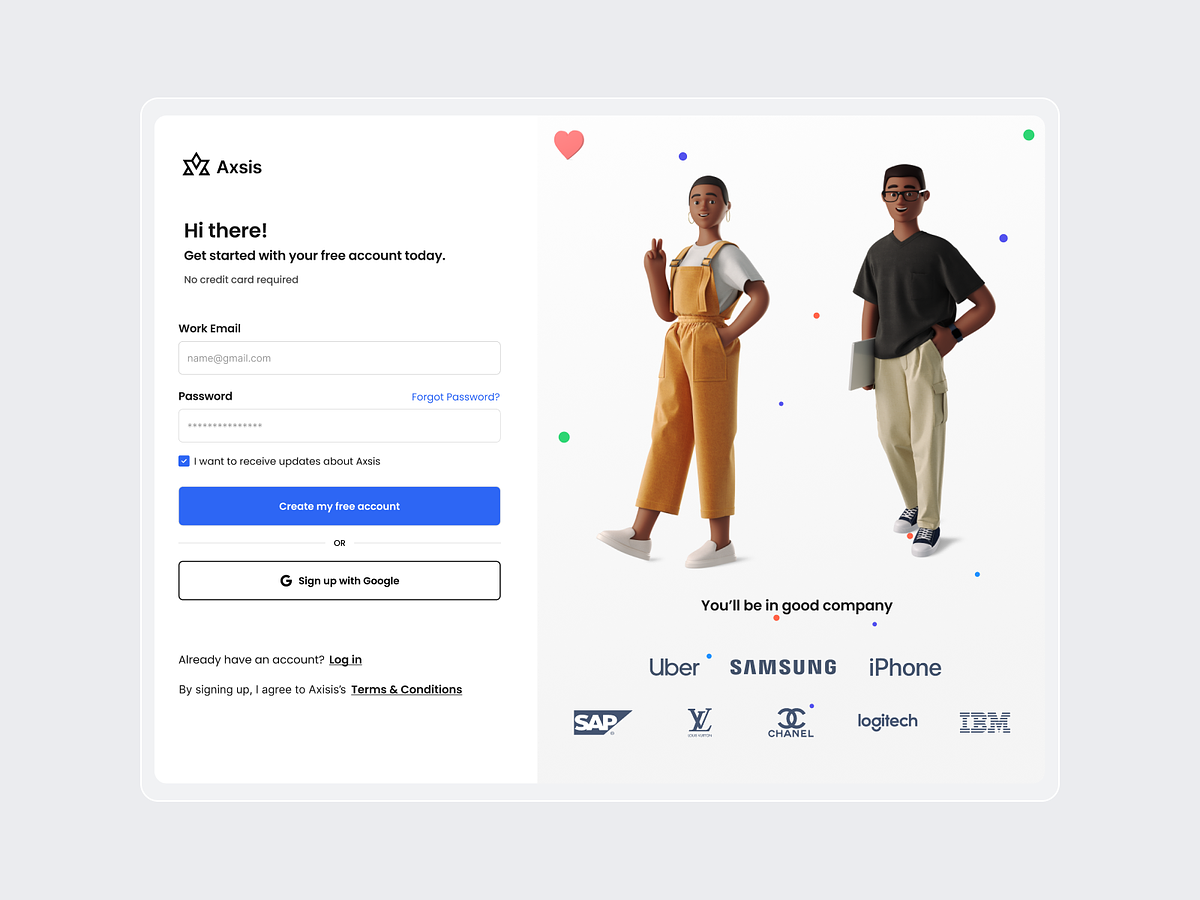 Axsis
Hi there!
Get started with your free account today.
No credit card required
Work Email
name@gmail.com
Password
Forgot Password?
***************
I want to receive updates about Axsis
Create my free account
OR
G Sign up with Google
Already have an account? Log in
By signing up, I agree to Axisis's Terms & Conditions
You'll be in good company
Uber SAMSUNG iPhone
SAP LV CHANEL logitech IBM
LOUIS VUITTON